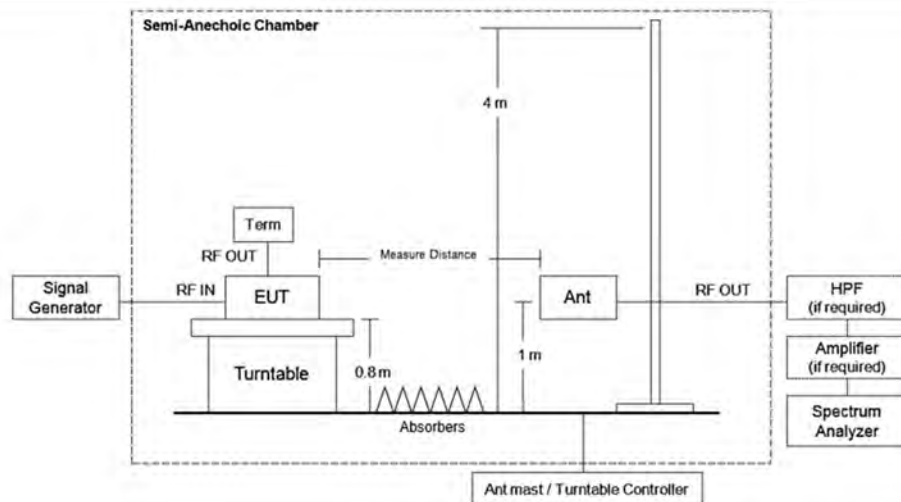 Semi-Anechoic Chamber
4 m
Term
RF OUT
Measure Distance
Signal
Generator
RF IN
EUT
Ant
RF OUT
HPF
(if required)
Turntable
0.8 m
1 m
Amplifier
(if required)
Absorbers
Spectrum
Analyzer
Ant mast / Turntable Controller